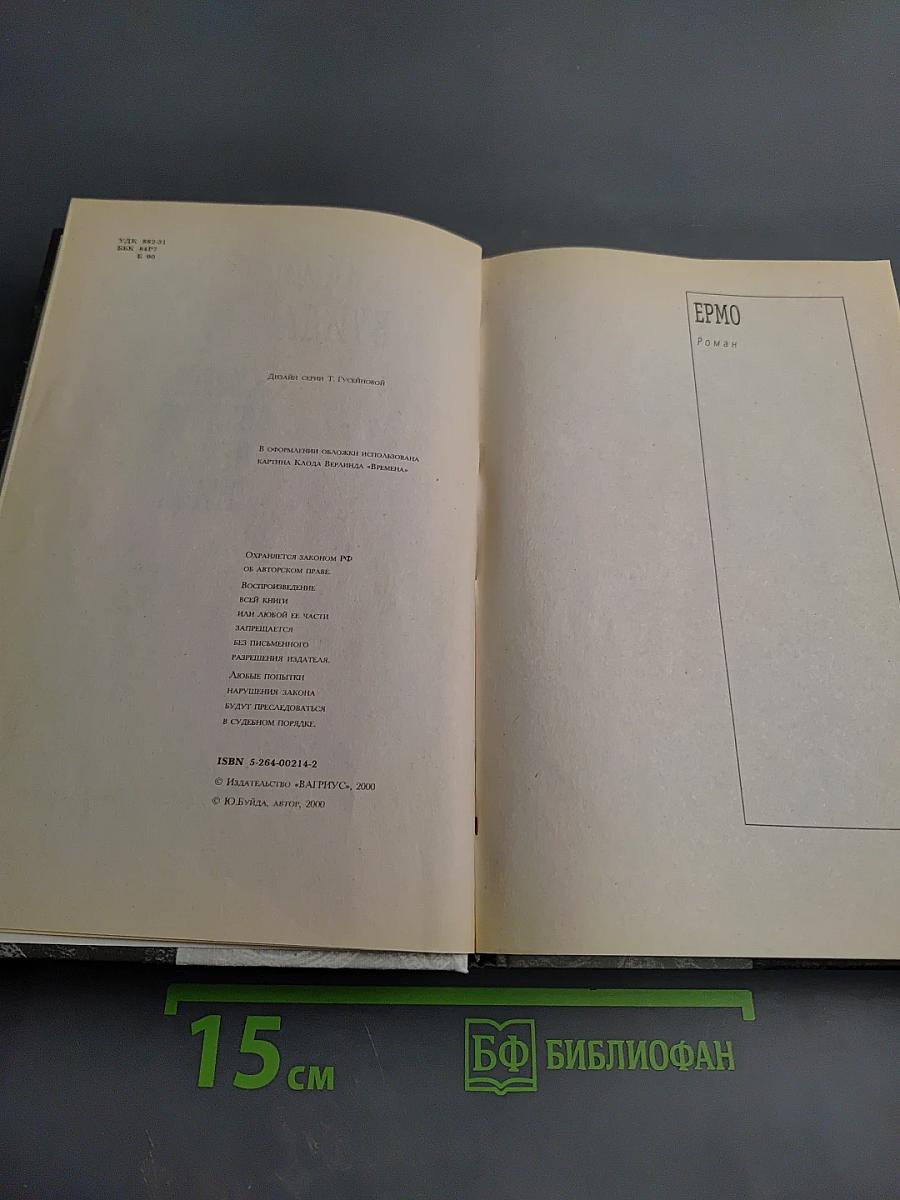 УДК 882-31
ББК 84Р7
Б 90
Дизайн серии Т. Гусейновой
В оформлении обложки использована
картина Клода Верлинда «Времена»
Охраняется законом РФ
об авторском праве.
Воспроизведение
всей книги
или любой ее части
запрещается
без письменного
разрешения издателя.
Любые попытки
нарушения закона
будут преследоваться
в судебном порядке.
ISBN 5-264-00214-2
© Издательство «ВАГРИУС», 2000
© Ю.Буйда, автор, 2000
ЕРМО
Роман
15 см
БФ БИБЛИОФАН